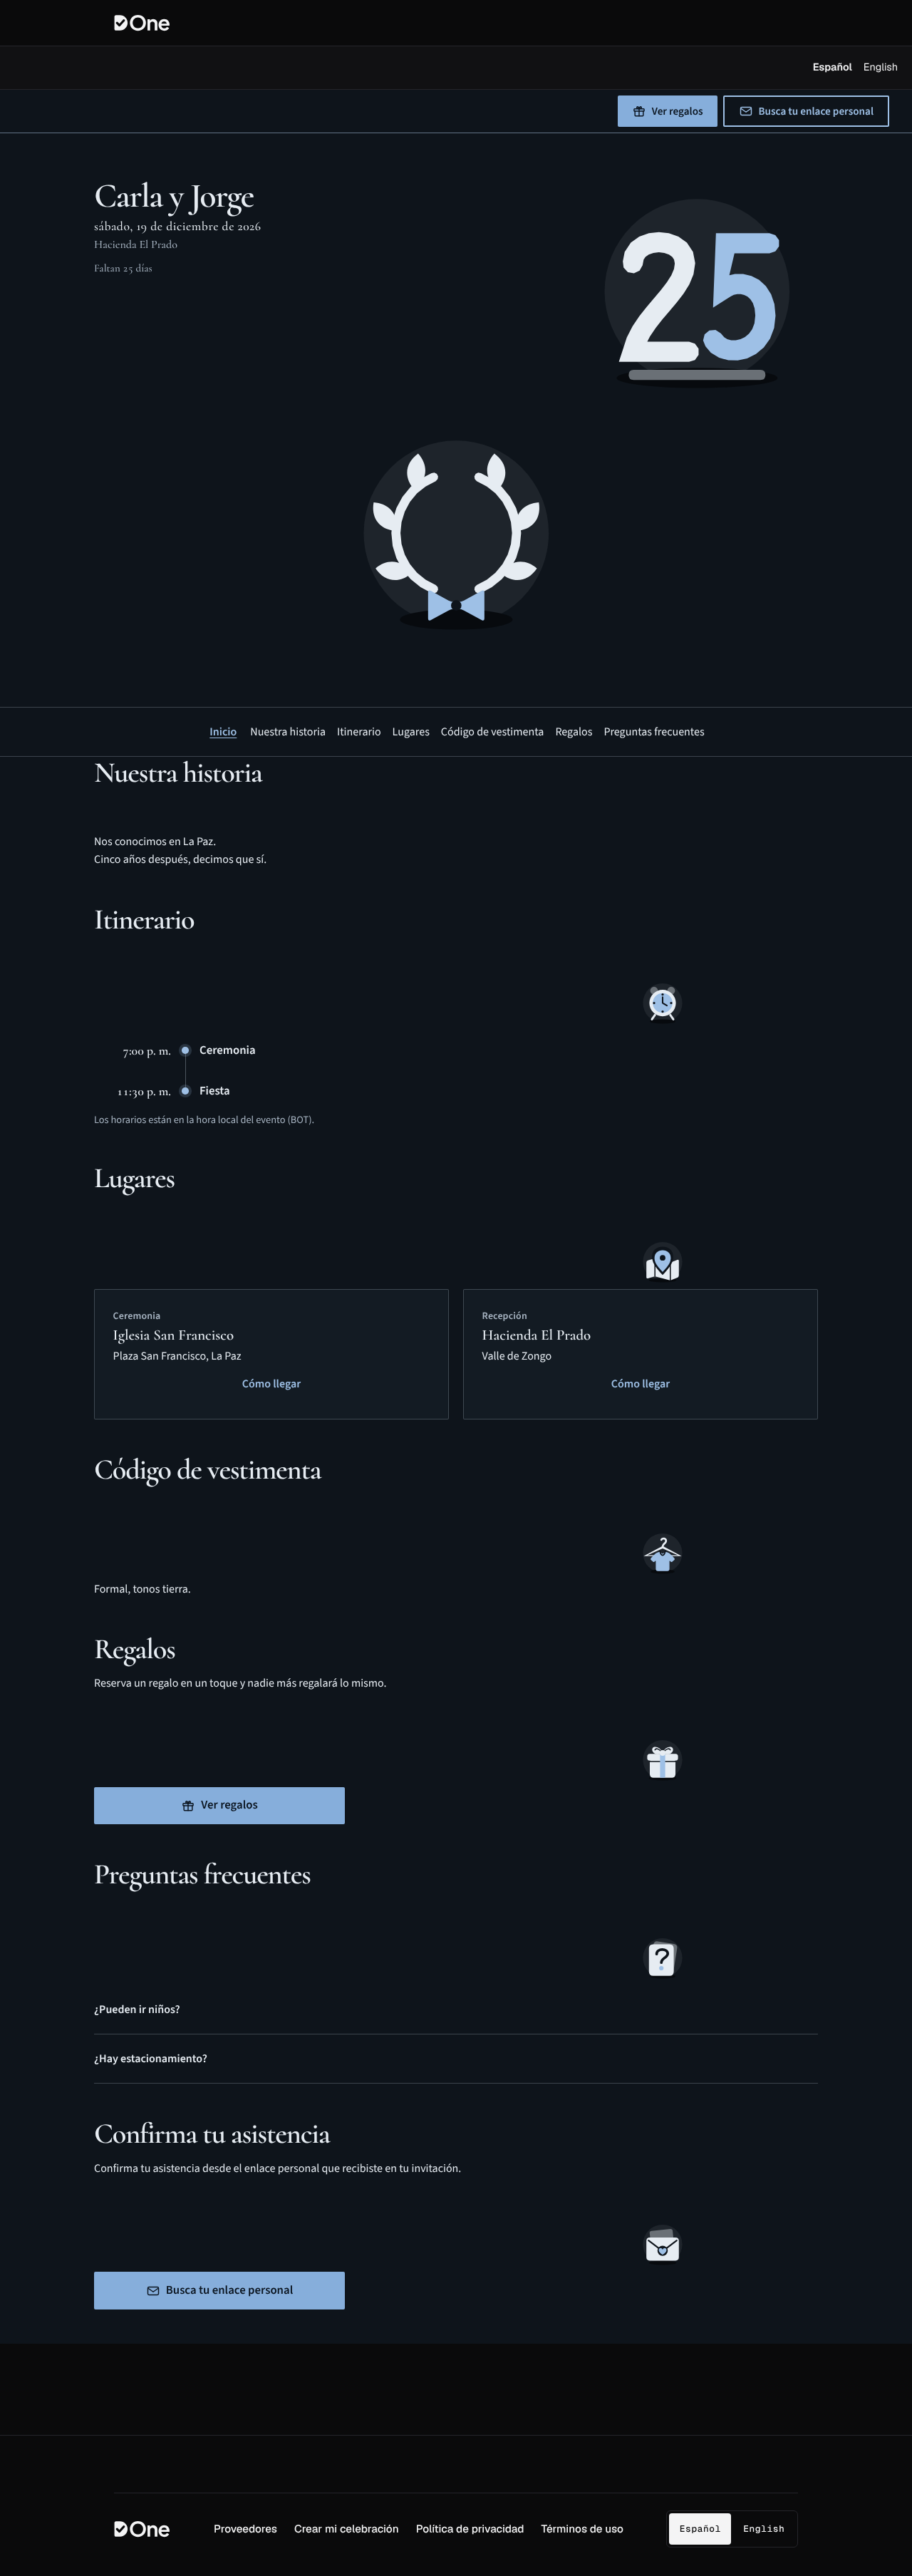 One
Español English
Ver regalos Busca tu enlace personal
Carla y Jorge
sábado, 19 de diciembre de 2026
Hacienda El Prado
Faltan 25 días
25
Inicio Nuestra historia Itinerario Lugares Código de vestimenta Regalos Preguntas frecuentes
Nuestra historia
Nos conocimos en La Paz.
Cinco años después, decimos que sí.
Itinerario
7:00 p. m. Ceremonia
11:30 p. m. Fiesta
Los horarios están en la hora local del evento (BOT).
Lugares
Ceremonia
Iglesia San Francisco
Plaza San Francisco, La Paz
Cómo llegar
Recepción
Hacienda El Prado
Valle de Zongo
Cómo llegar
Código de vestimenta
Formal, tonos tierra.
Regalos
Reserva un regalo en un toque y nadie más regalará lo mismo.
Ver regalos
Preguntas frecuentes
?
¿Pueden ir niños?
¿Hay estacionamiento?
Confirma tu asistencia
Confirma tu asistencia desde el enlace personal que recibiste en tu invitación.
Busca tu enlace personal
One
Proveedores Crear mi celebración Política de privacidad Términos de uso
Español English